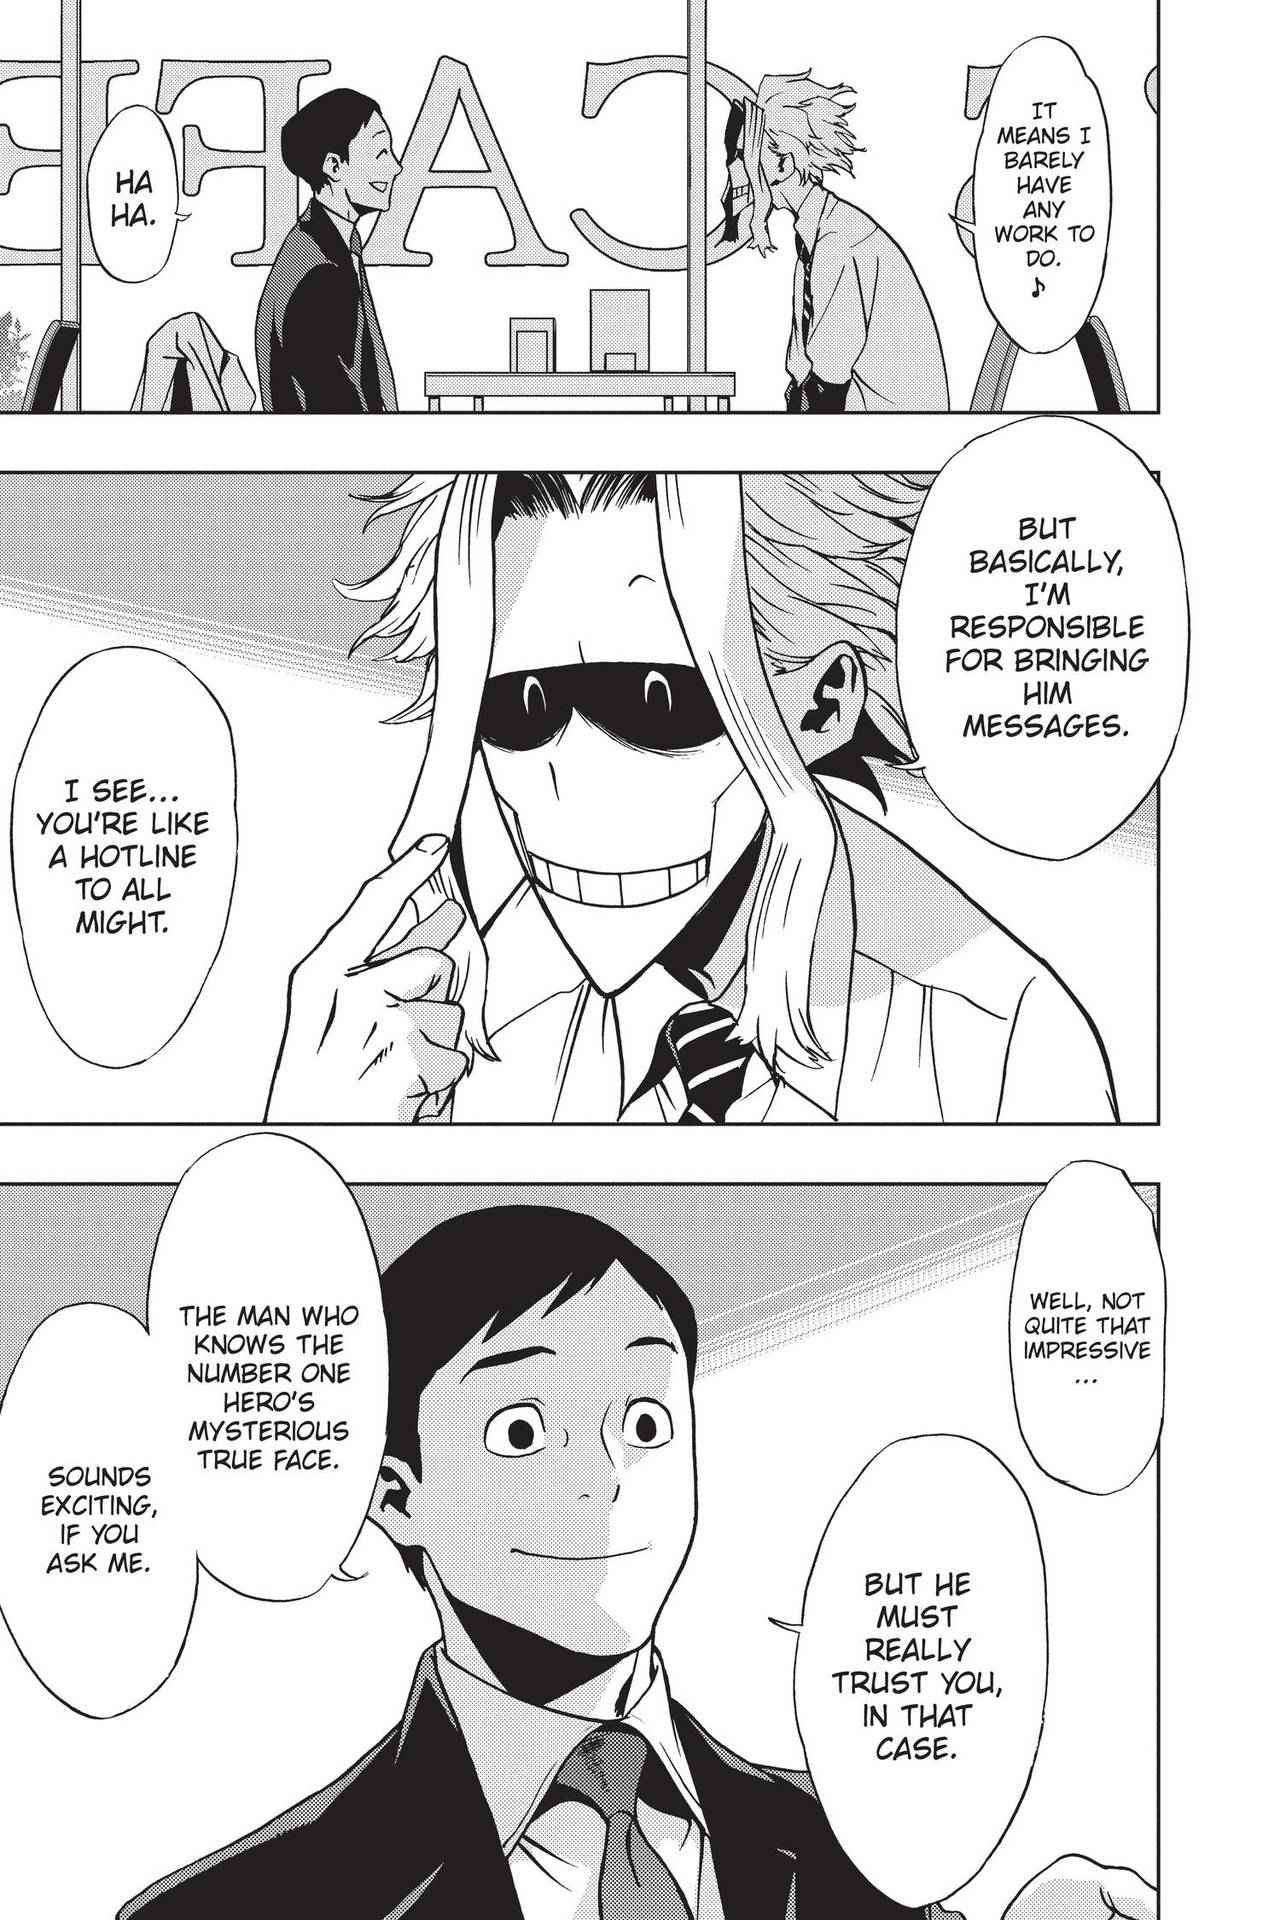 IT
MEANS I
BARELY
HAVE
ANY
WORK TO
DO.
♪
HA
HA.
CAFE
BUT
BASICALLY,
I'M
RESPONSIBLE
FOR BRINGING
HIM
MESSAGES.
I SEE...
YOU'RE LIKE
A HOTLINE
TO ALL
MIGHT.
WELL, NOT
QUITE THAT
IMPRESSIVE
...
BUT HE
MUST
REALLY
TRUST YOU,
IN THAT
CASE.
THE MAN WHO
KNOWS THE
NUMBER ONE
HERO'S
MYSTERIOUS
TRUE FACE.
SOUNDS
EXCITING,
IF YOU
ASK ME.